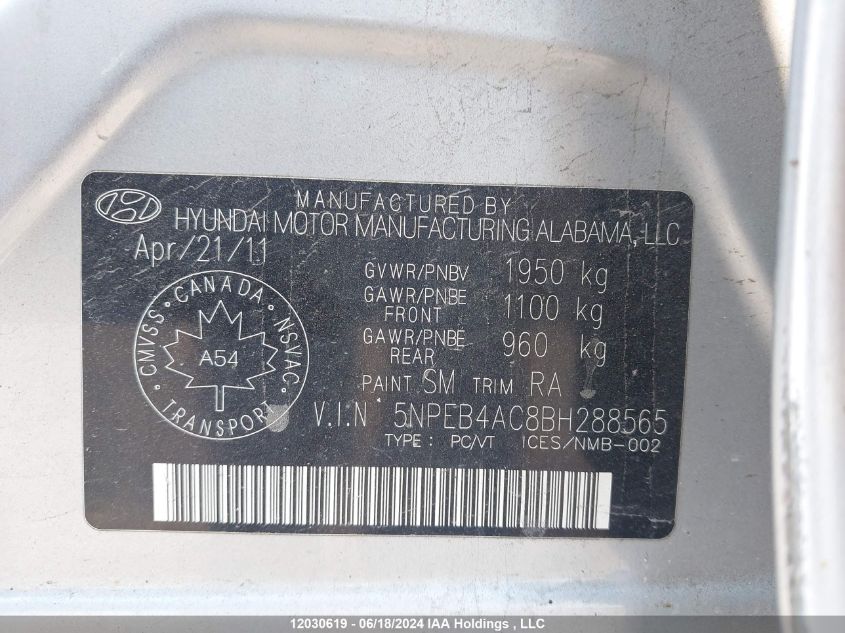 MANUFACTURED BY
HYUNDAI MOTOR MANUFACTURING ALABAMA, LLC
Apr/21/11
GVWR/PNBV 1950 kg
GAWR/PNBE FRONT 1100 kg
GAWR/PNBE REAR 960 kg
PAINT SM TRIM RA
CANADA
CMVSS NSVAC
A54
TRANSPORT
V.I.N 5NPEB4AC8BH288565
TYPE: PC/VT ICES/NMB-002
12030619 - 06/18/2024 IAA Holdings , LLC